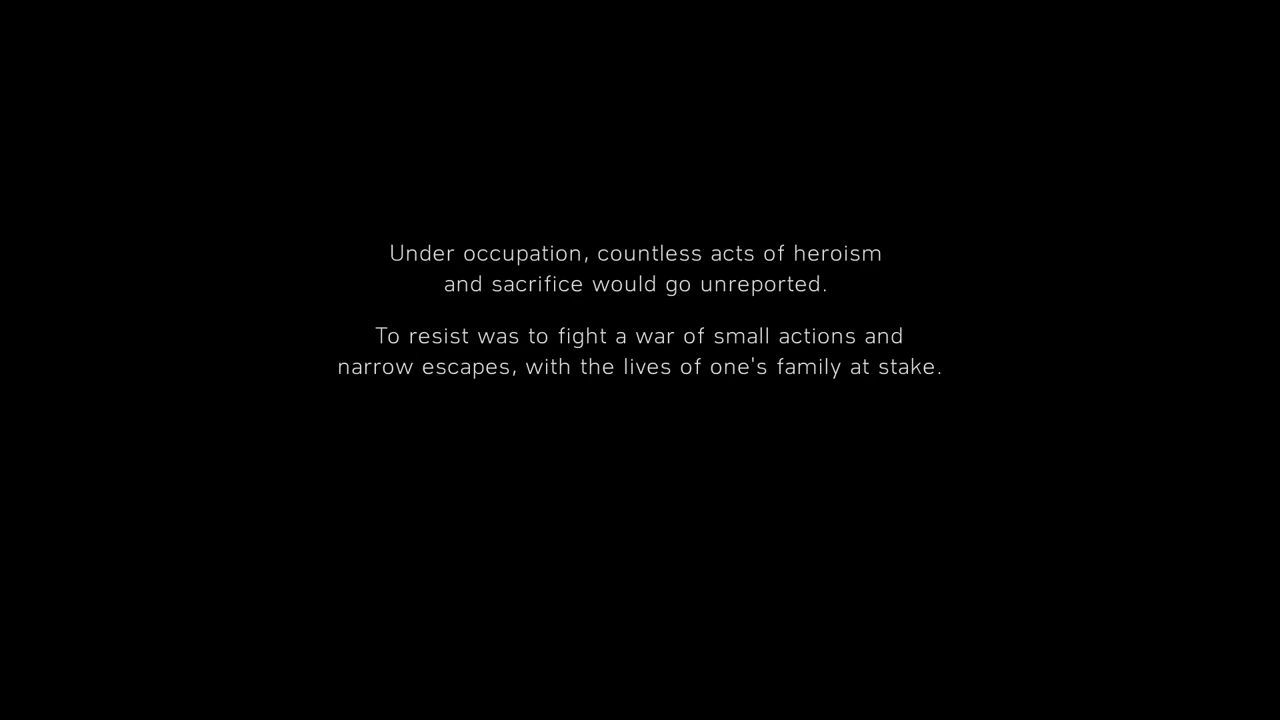 Under occupation, countless acts of heroism
and sacrifice would go unreported.
To resist was to fight a war of small actions and
narrow escapes, with the lives of one's family at stake.